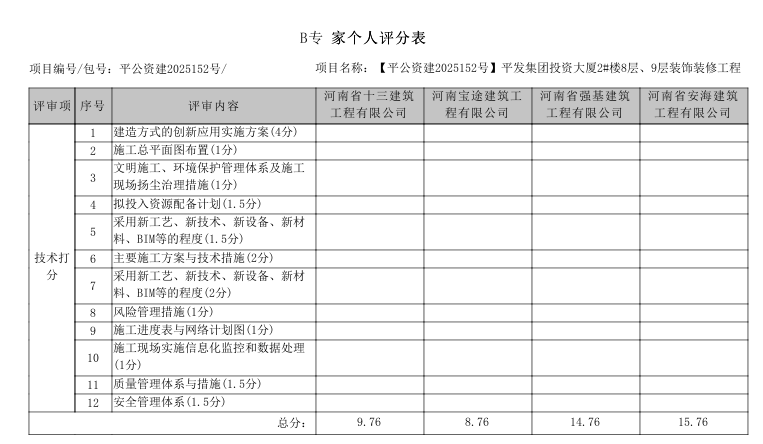 B专 家个人评分表
项目编号/包号: 平公资建2025152号/ 项目名称: 【平公资建2025152号】平发集团投资大厦2#楼8层、9层装饰装修工程
评审项 序号 评审内容 河南省十三建筑 河南宝途建筑工 河南省强基建筑 河南省安海建筑
工程有限公司 程有限公司 工程有限公司 工程有限公司
1 建造方式的创新应用实施方案(4分)
2 施工总平面图布置(1分)
3 文明施工、环境保护管理体系及施工
现场扬尘治理措施(1分)
4 拟投入资源配备计划(1.5分)
5 采用新工艺、新技术、新设备、新材
料、BIM等的程度(1.5分)
技术打
分
6 主要施工方案与技术措施(2分)
7 采用新工艺、新技术、新设备、新材
料、BIM等的程度(2分)
8 风险管理措施(1分)
9 施工进度表与网络计划图(1分)
10 施工现场实施信息化监控和数据处理
(1分)
11 质量管理体系与措施(1.5分)
12 安全管理体系(1.5分)
总分: 9.76 8.76 14.76 15.76